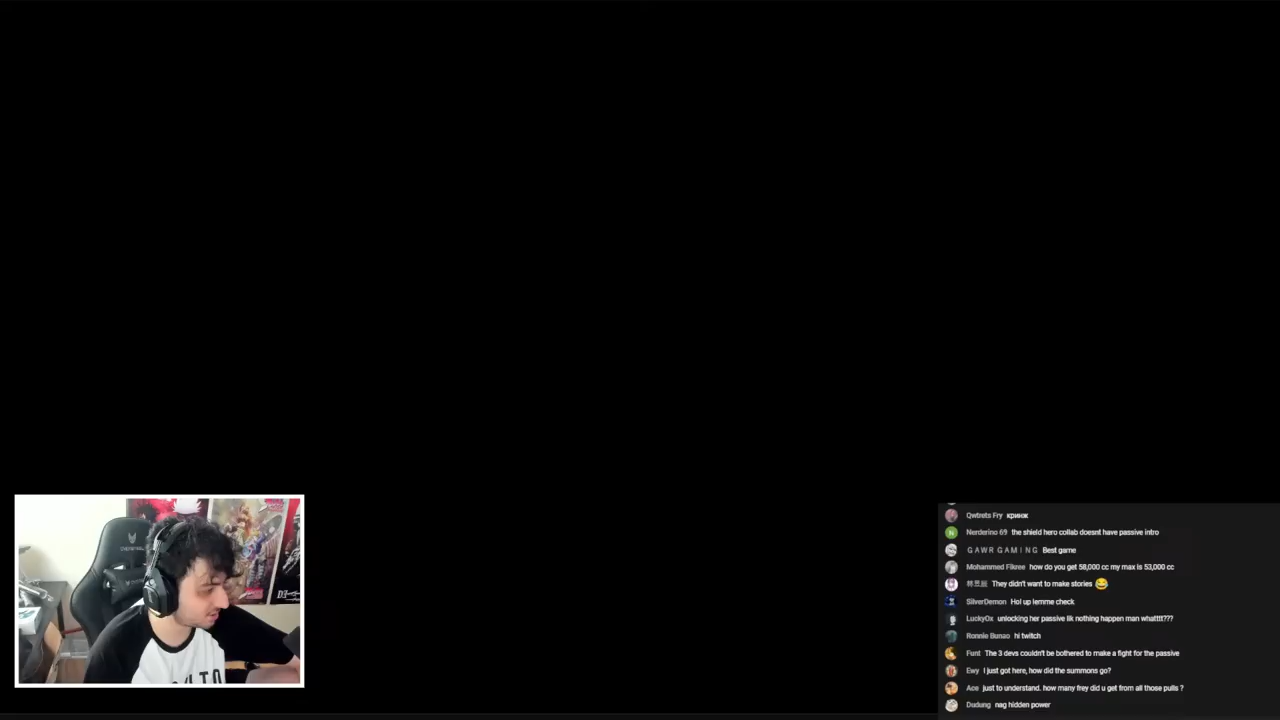 Qwtrets Fry кринж
N Nerderino 69 the shield hero collab doesnt have passive intro
GAWR GAMING Best game
Mohammed Fikree how do you get 58,000 cc my max is 53,000 cc
They didn't want to make stories 😂
SilverDemon Hol up lemme check
LuckyOx unlocking her passive lik nothing happen man whattt???
Ronnie Bunao hi twitch
Funt The 3 devs couldn't be bothered to make a fight for the passive
Ewy I just got here, how did the summons go?
Ace just to understand. how many frey did u get from all those pulls ?
Dudung nag hidden power